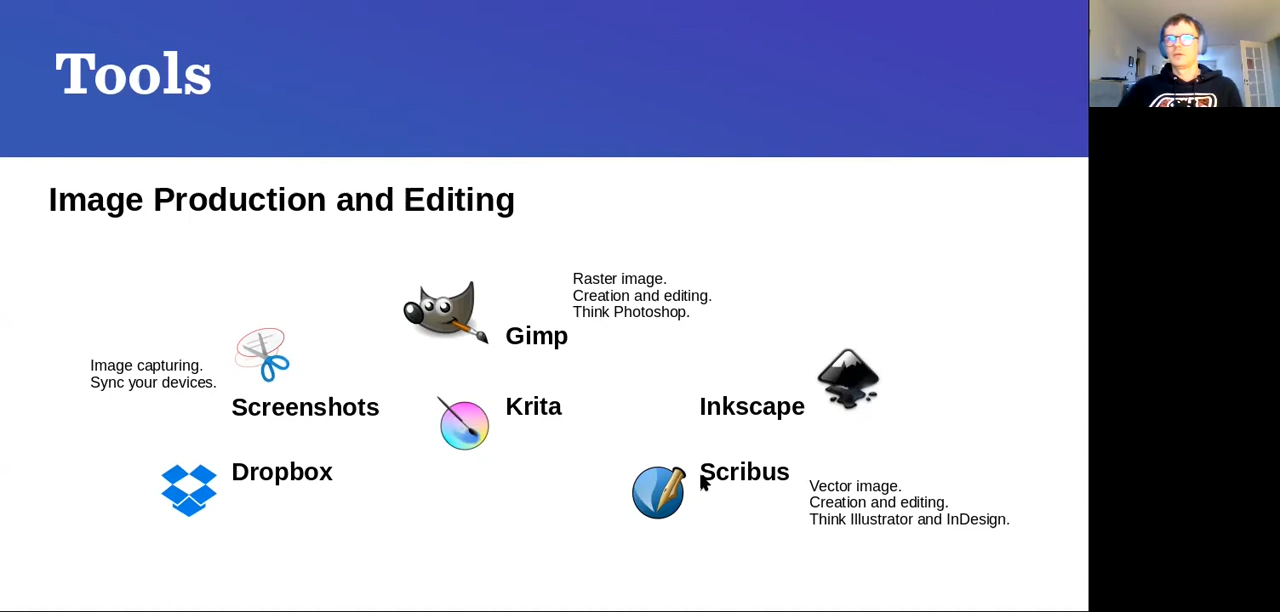 Tools
Image Production and Editing
Raster image.
Creation and editing.
Think Photoshop.
Gimp
Image capturing.
Sync your devices.
Screenshots
Krita
Inkscape
Dropbox
Scribus
Vector image.
Creation and editing.
Think Illustrator and InDesign.